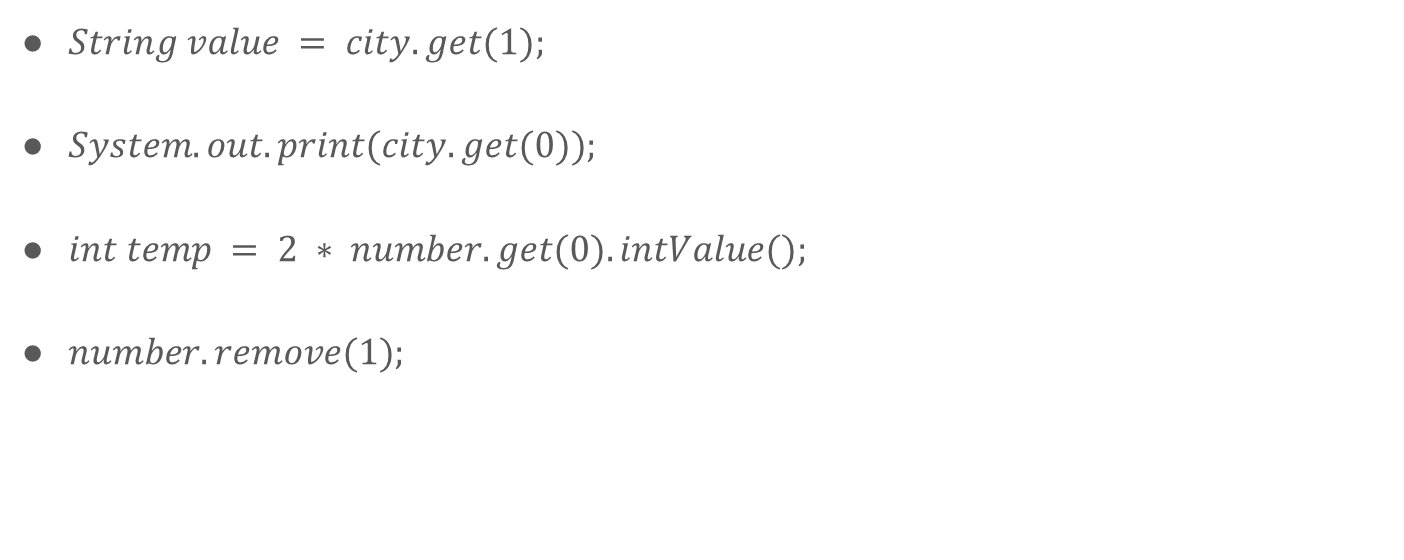 ● String value = city.get(1);
● System.out.print(city.get(0));
● int temp = 2 * number.get(0).intValue();
● number.remove(1);